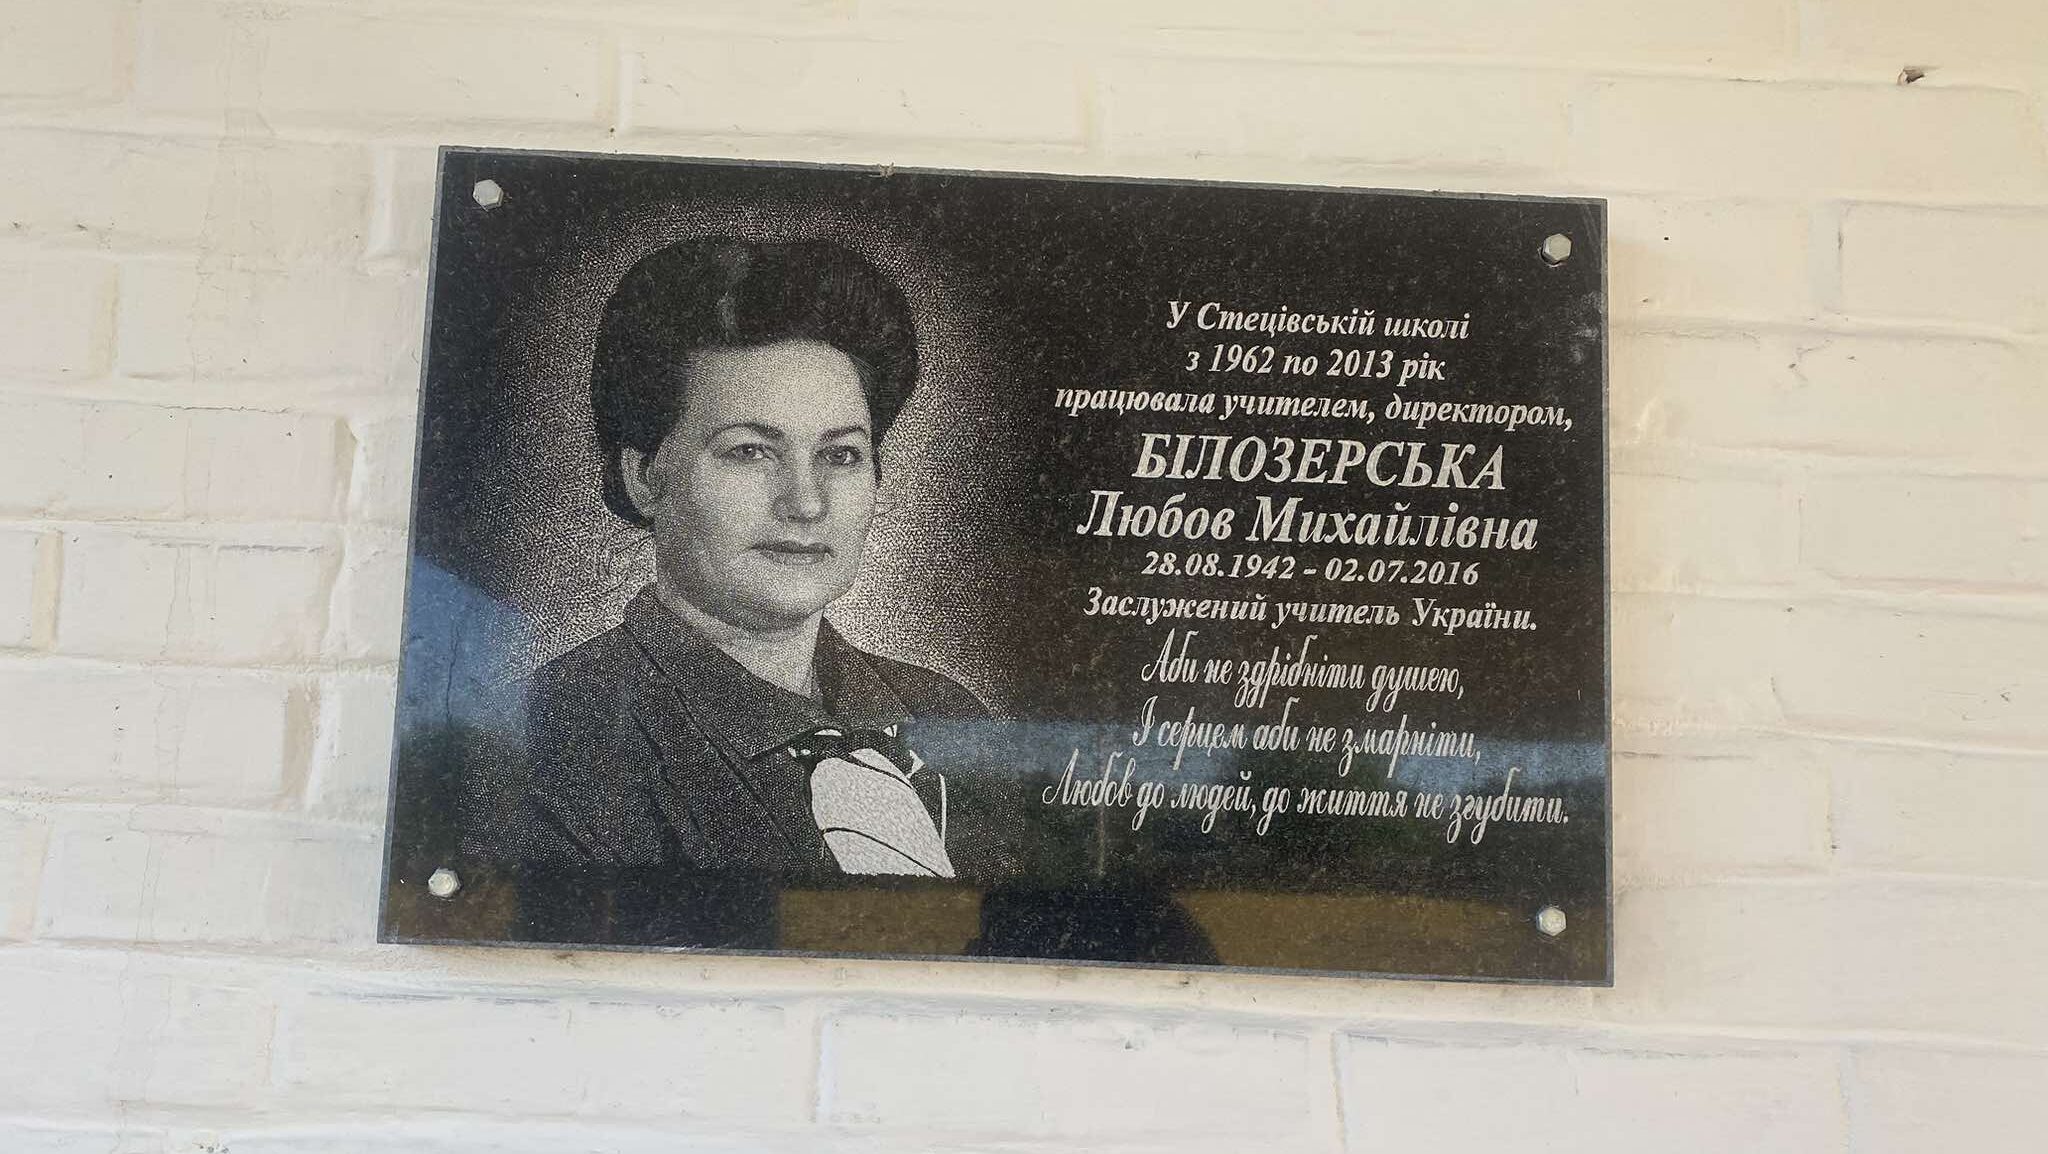 У Стецівській школі
з 1962 по 2013 рік
працювала учителем, директором,
БІЛОЗЕРСЬКА
Любов Михайлівна
28.08.1942 - 02.07.2016
Заслужений учитель України.
Аби не здрібніти душею,
І серцем аби не змарніти,
Любов до людей, до життя не згубити.